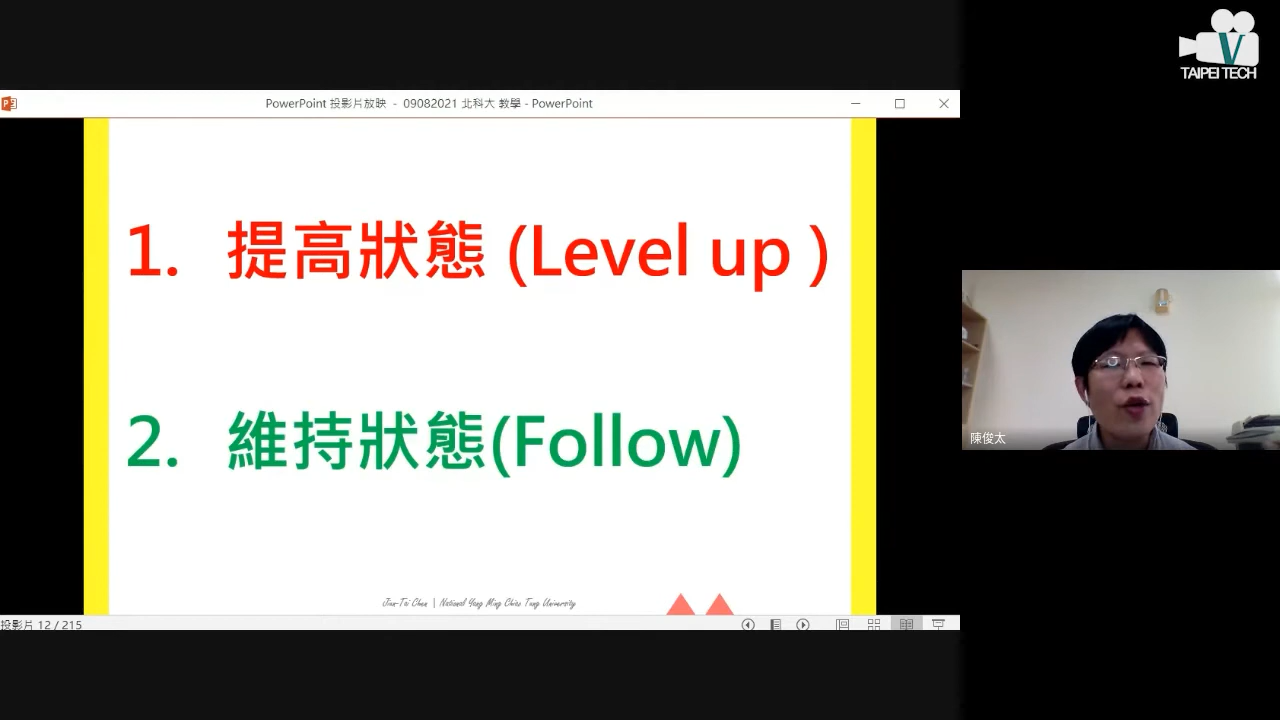 TAIPEI TECH
PowerPoint 投影片放映 - 09082021 北科大 教學 - PowerPoint
1. 提高狀態 (Level up )
2. 維持狀態(Follow)
陳俊太
Jiun-Tai Chen | National Yang Ming Chiao Tung University
投影片 12 / 215